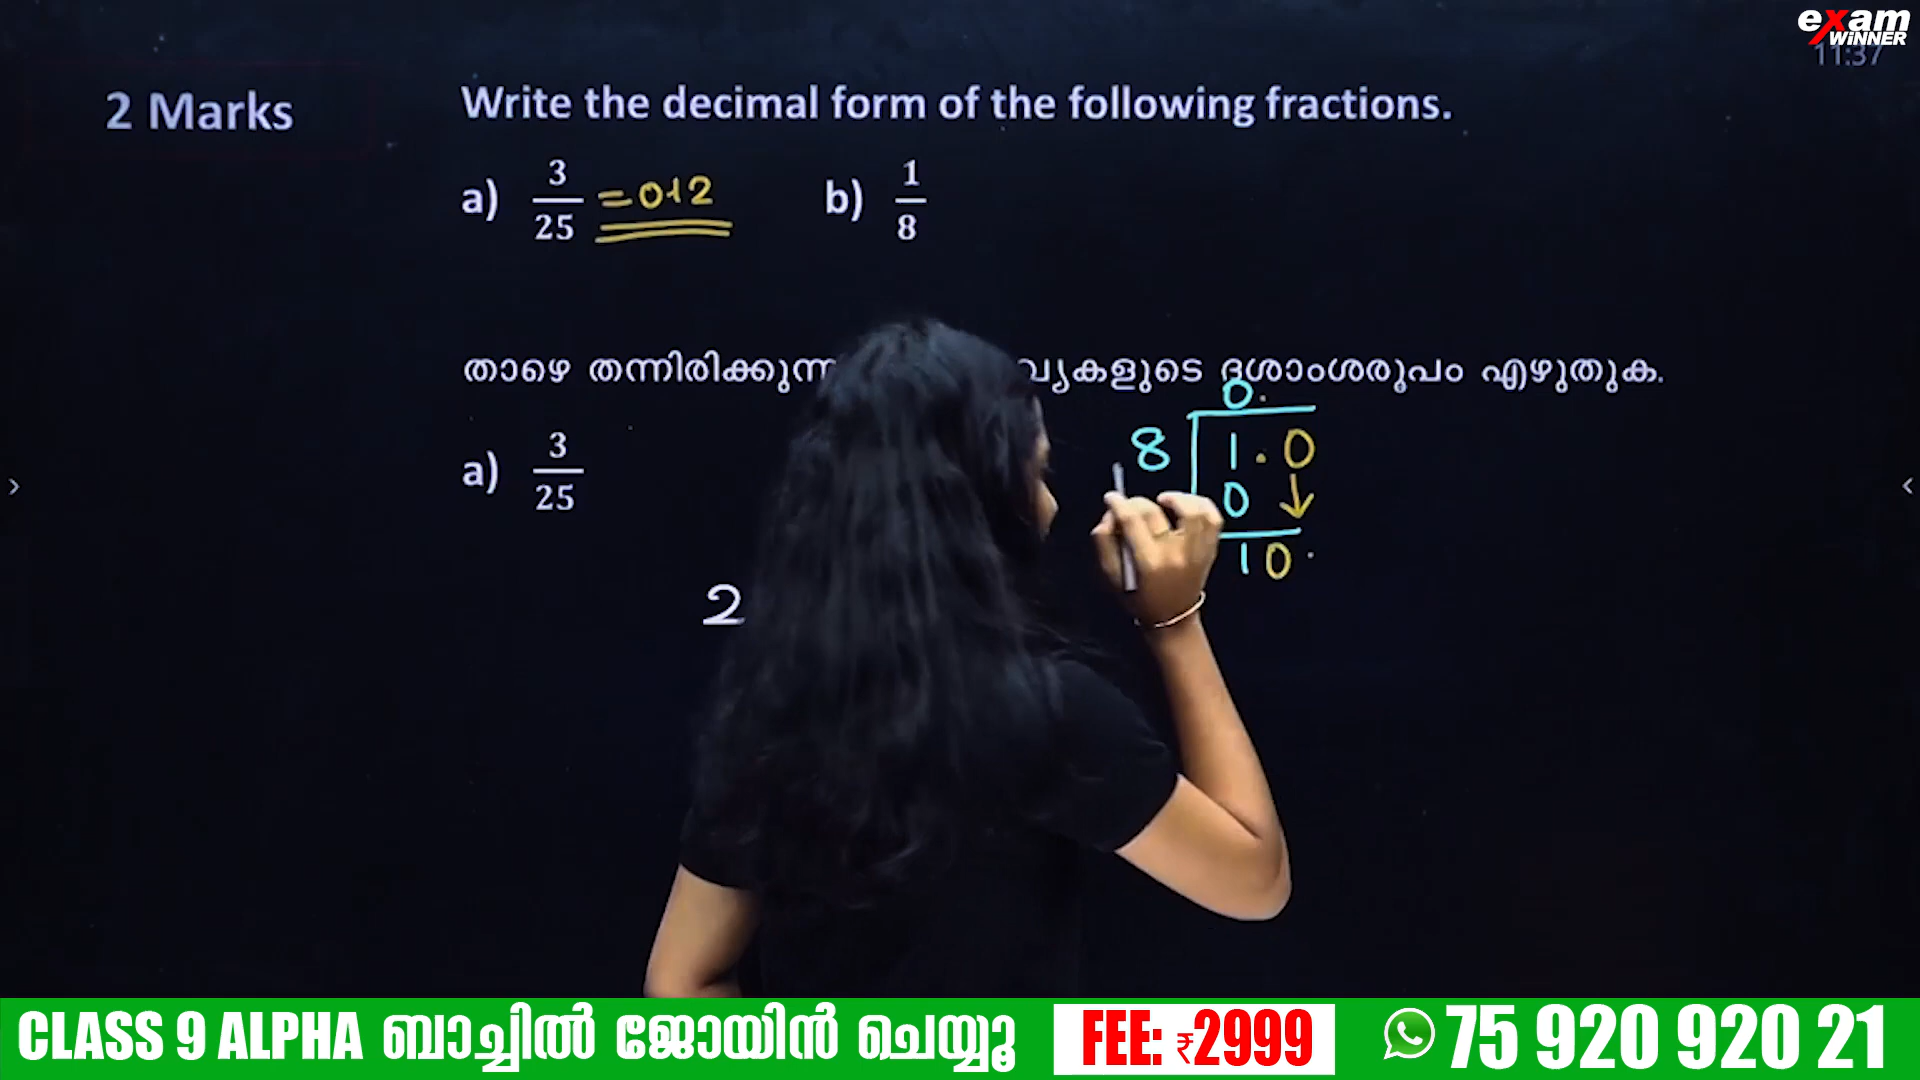 exam
WINNER
11:37
2 Marks
Write the decimal form of the following fractions.
a) 3/25 = 0.12 b) 1/8
താഴെ തന്നിരിക്കുന്ന ദശാംശരൂപം എഴുതുക.
a) 3/25
0.
8 1.0
0
10
2
CLASS 9 ALPHA ബാച്ചിൽ ജോയിൻ ചെയ്യൂ FEE: ₹2999 75 920 920 21